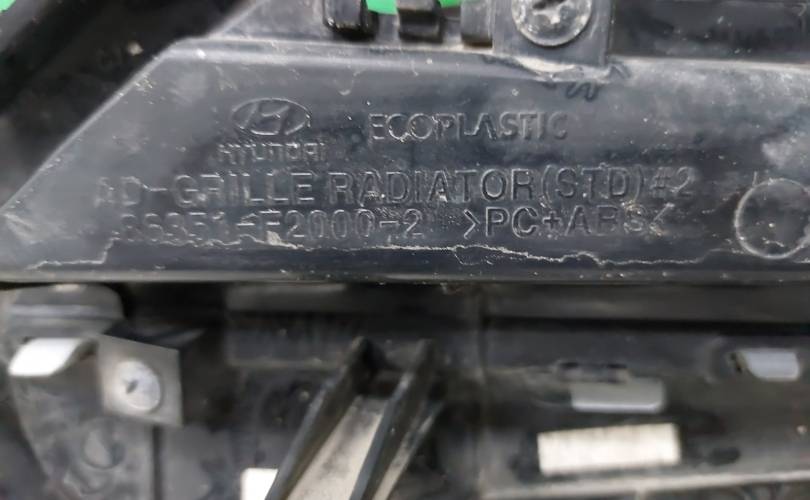 ECOPLASTIC
HYUNDAI
AD-GRILLE RADIATOR(STD)#2
86351-F2000-2 >PC+ABS<